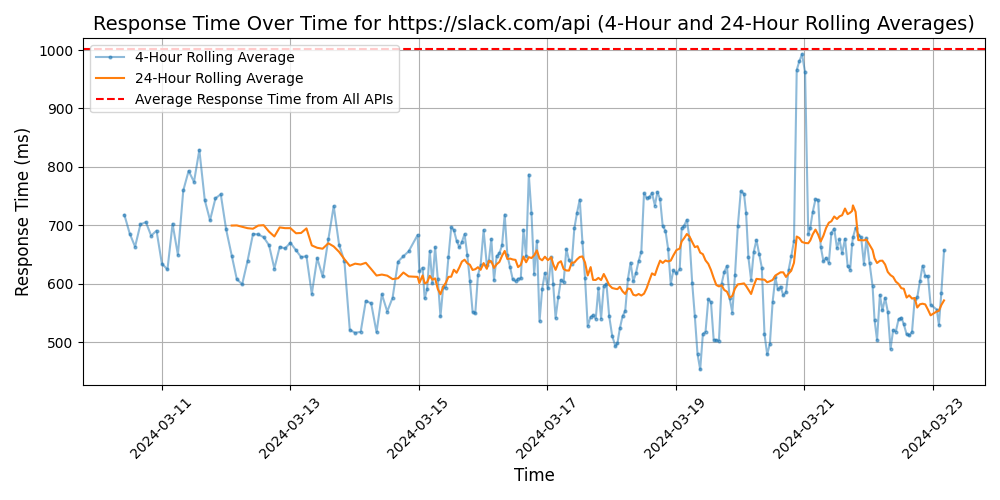 Response Time Over Time for https://slack.com/api (4-Hour and 24-Hour Rolling Averages)
4-Hour Rolling Average
24-Hour Rolling Average
Average Response Time from All APIs
Response Time (ms)
1000
900
800
700
600
500
2024-03-11
2024-03-13
2024-03-15
2024-03-17
2024-03-19
2024-03-21
2024-03-23
Time